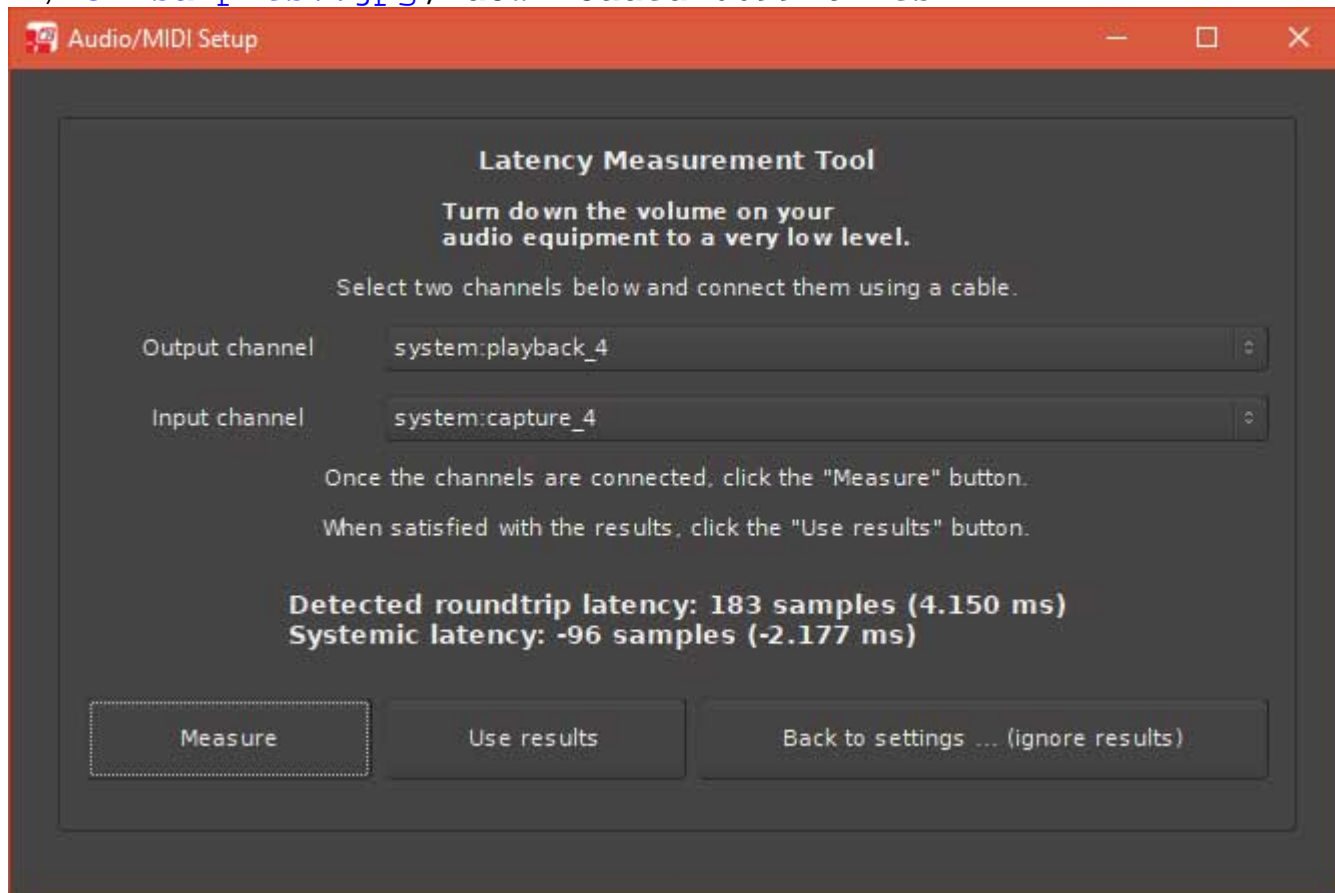 Audio/MIDI Setup
Latency Measurement Tool
Turn down the volume on your
audio equipment to a very low level.
Select two channels below and connect them using a cable.
Output channel system:playback_4
Input channel system:capture_4
Once the channels are connected, click the "Measure" button.
When satisfied with the results, click the "Use results" button.
Detected roundtrip latency: 183 samples (4.150 ms)
Systemic latency: -96 samples (-2.177 ms)
Measure Use results Back to settings ... (ignore results)